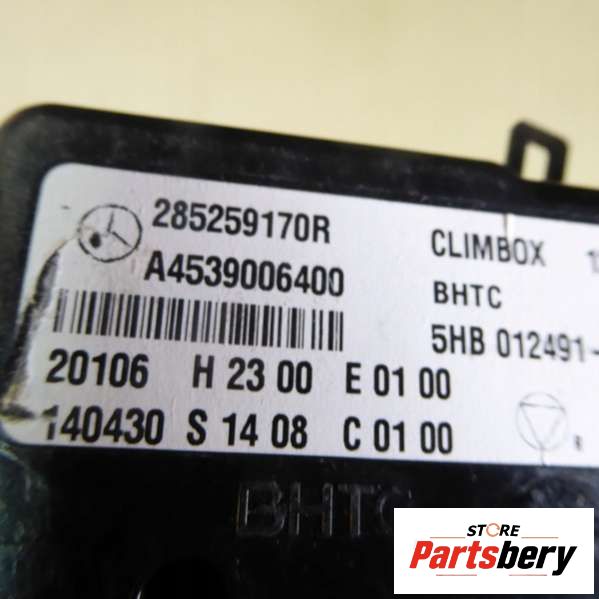 285259170R
A4539006400
20106 H 23 00 E 01 00
140430 S 14 08 C 01 00
CLIMBOX
BHTC
5HB 012491-
R
BHTC
STORE
Partsbery